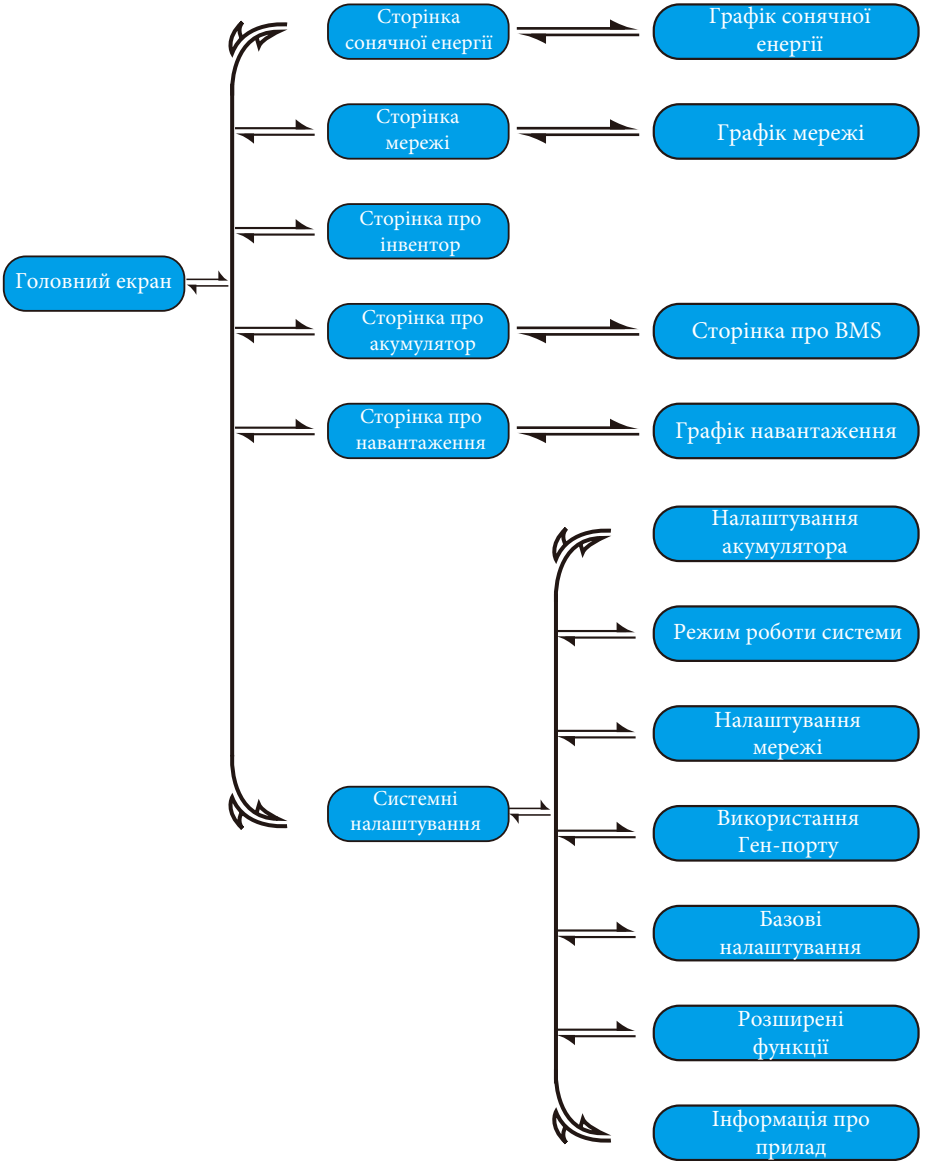 Сторінка
сонячної енергії
Графік сонячної
енергії
Сторінка
мережі
Графік мережі
Сторінка про
інвентор
Головний екран
Сторінка про
акумулятор
Сторінка про BMS
Сторінка про
навантаження
Графік навантаження
Налаштування
акумулятора
Режим роботи системи
Налаштування
мережі
Системні
налаштування
Використання
Ген-порту
Базові
налаштування
Розширені
функції
Інформація про
прилад